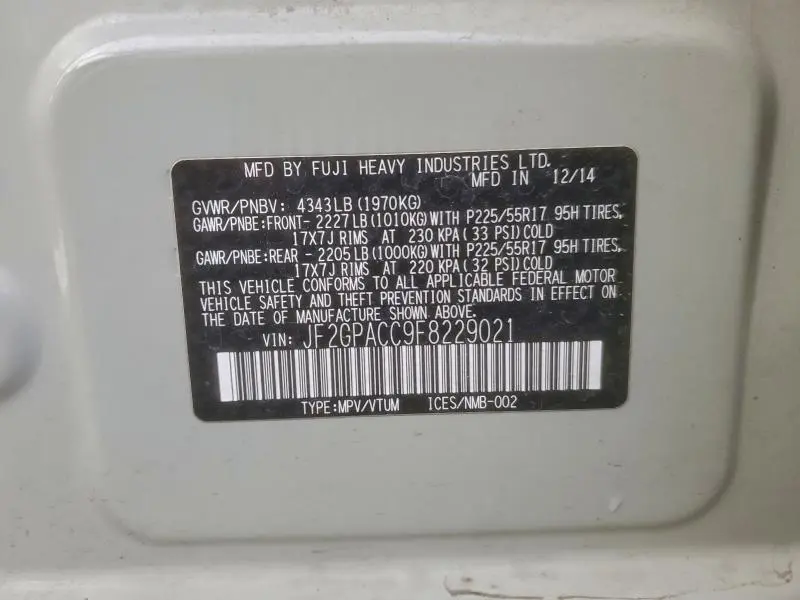 MFD BY FUJI HEAVY INDUSTRIES LTD.
MFD IN 12/14
GVWR/PNBV: 4343LB (1970KG)
GAWR/PNBE:FRONT- 2227LB (1010KG) WITH P225/55R17 95H TIRES,
17X7J RIMS AT 230 KPA ( 33 PSI) COLD
GAWR/PNBE:REAR - 2205LB (1000KG) WITH P225/55R17 95H TIRES,
17X7J RIMS AT 220 KPA ( 32 PSI) COLD
THIS VEHICLE CONFORMS TO ALL APPLICABLE FEDERAL MOTOR
VEHICLE SAFETY AND THEFT PREVENTION STANDARDS IN EFFECT ON
THE DATE OF MANUFACTURE SHOWN ABOVE.
VIN: JF2GPACC9F8229021
TYPE:MPV/VTUM ICES/NMB-002